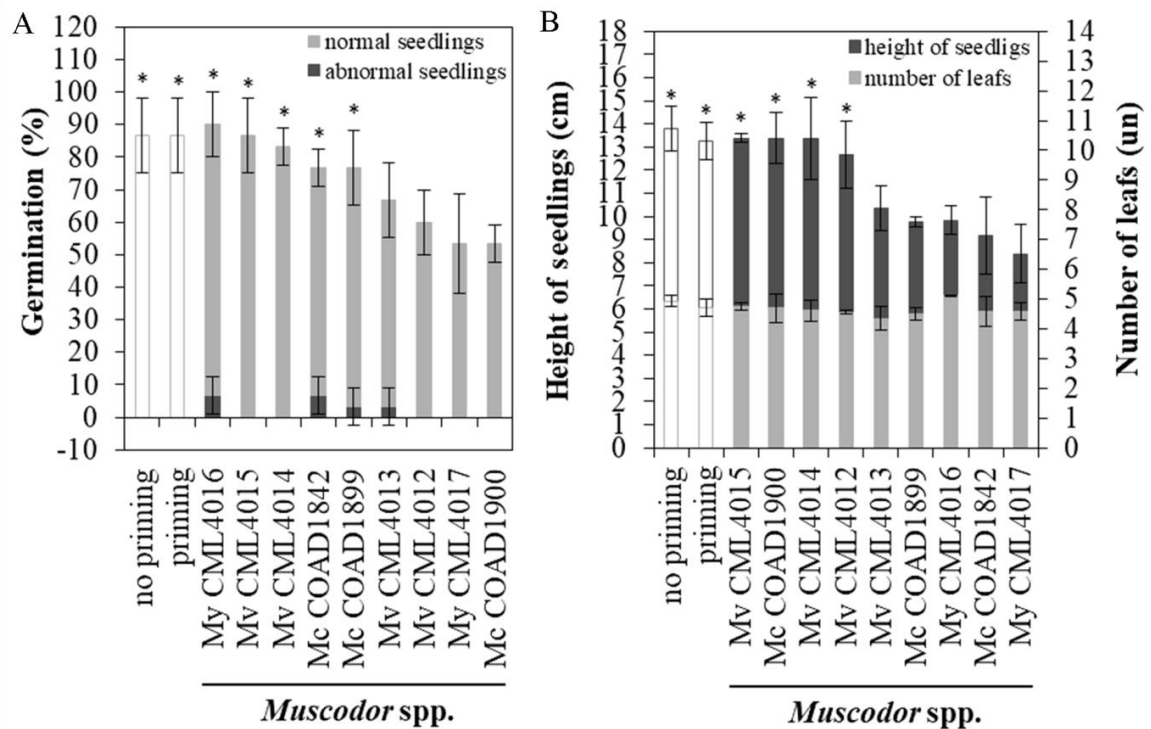 A
Germination (%)
120
110
100
90
80
70
60
50
40
30
20
10
0
-10
normal seedlings
abnormal seedlings
* * * * * * *
no priming
priming
My CML4016
Mv CML4015
Mv CML4014
Mc COAD1842
Mc COAD1899
Mv CML4013
Mv CML4012
My CML4017
Mc COAD1900
Muscodor spp.
B
Height of seedlings (cm)
18
17
16
15
14
13
12
11
10
9
8
7
6
5
4
3
2
1
0
height of seedligs
number of leafs
* * * * * *
14
13
12
11
10
9
8
7
6
5
4
3
2
1
0
Number of leafs (un)
no priming
priming
Mv CML4015
Mc COAD1900
Mv CML4014
Mv CML4012
Mv CML4013
Mc COAD1899
My CML4016
Mc COAD1842
My CML4017
Muscodor spp.